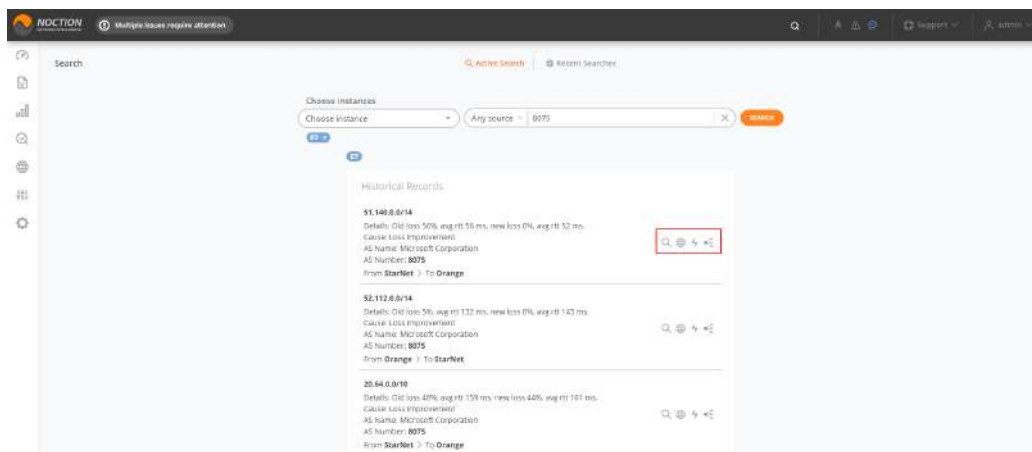 NOCTION
Multiple issues require attention
Support
admin
Search
Active Search
Recent Searches
Choose instances
Choose instance
Any source
8075
SEARCH
Historical Records
51.140.0.0/14
Details: Old loss 50%, avg rtt 56 ms, new loss 0%, avg rtt 52 ms.
Cause: Loss Improvement
AS Name: Microsoft Corporation
AS Number: 8075
From StarNet > To Orange
52.112.0.0/14
Details: Old loss 5%, avg rtt 132 ms, new loss 0%, avg rtt 143 ms.
Cause: Loss Improvement
AS Name: Microsoft Corporation
AS Number: 8075
From Orange > To StarNet
20.64.0.0/10
Details: Old loss 48%, avg rtt 159 ms, new loss 44%, avg rtt 161 ms.
Cause: Loss Improvement
AS Name: Microsoft Corporation
AS Number: 8075
From StarNet > To Orange